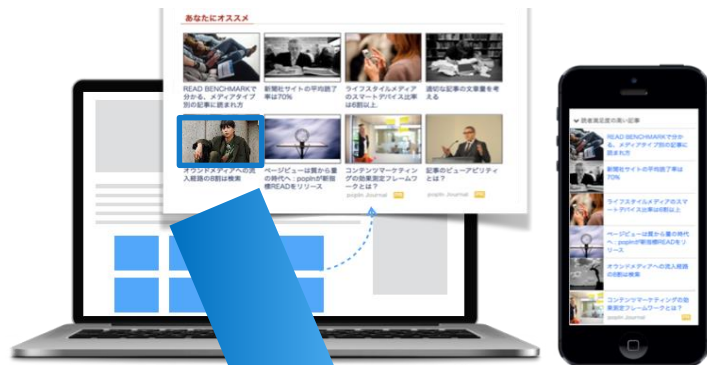 あなたにオススメ
READ BENCHMARKで
分かる、メディアタイプ
別の記事に読まれ方
新聞社サイトの平均読了
率は70%
ライフスタイルメディア
のスマートデバイス比率
は6割以上
適切な記事の文章量を考
える
オウンドメディアへの流
入経路の8割は検索
ページビューは質から量
の時代へ：popInが新指
標READをリリース
コンテンツマーケティン
グの効果測定フレームワ
ークとは？
popIn Journal
記事のビューアビリティ
とは？
popIn Journal
読者満足度の高い記事
READ BENCHMARKで分か
る、メディアタイプ別の記事に
読まれ方
新聞社サイトの平均読了率は
70%
ライフスタイルメディアのスマ
ートデバイス比率は6割以上
ページビューは質から量の時代
へ：popInが新指標READをリ
リース
オウンドメディアへの流入経路
の8割は検索
コンテンツマーケティングの効
果測定フレームワークとは？
popIn Journal